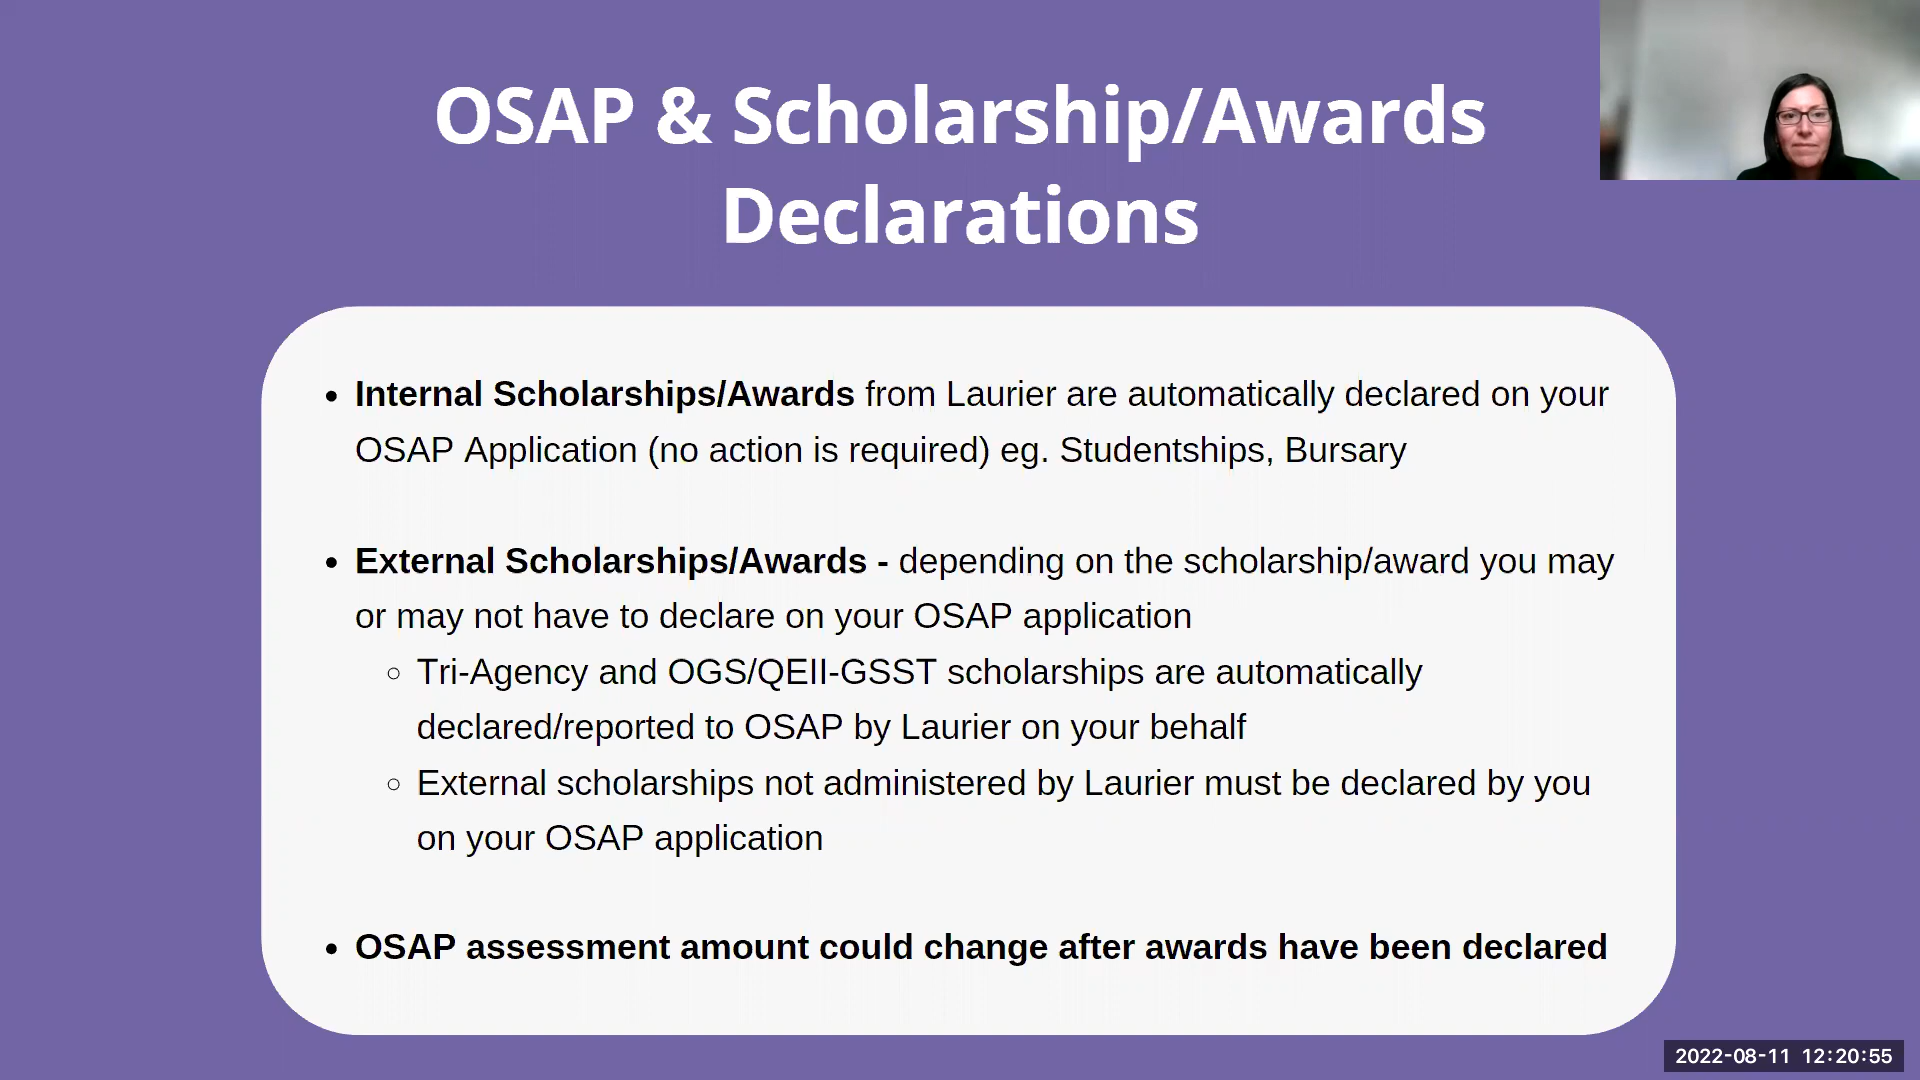 OSAP & Scholarship/Awards
Declarations
• Internal Scholarships/Awards from Laurier are automatically declared on your
OSAP Application (no action is required) eg. Studentships, Bursary
• External Scholarships/Awards - depending on the scholarship/award you may
or may not have to declare on your OSAP application
○ Tri-Agency and OGS/QEII-GSST scholarships are automatically
declared/reported to OSAP by Laurier on your behalf
○ External scholarships not administered by Laurier must be declared by you
on your OSAP application
• OSAP assessment amount could change after awards have been declared
2022-08-11 12:20:55